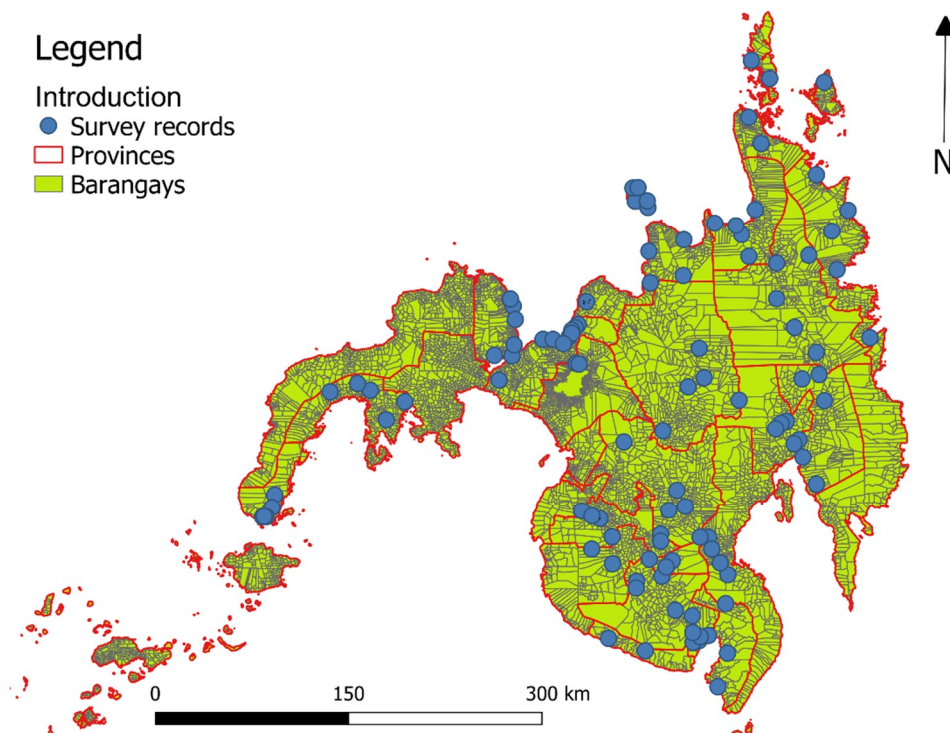 Legend
Introduction
Survey records
Provinces
Barangays
N
0 150 300 km